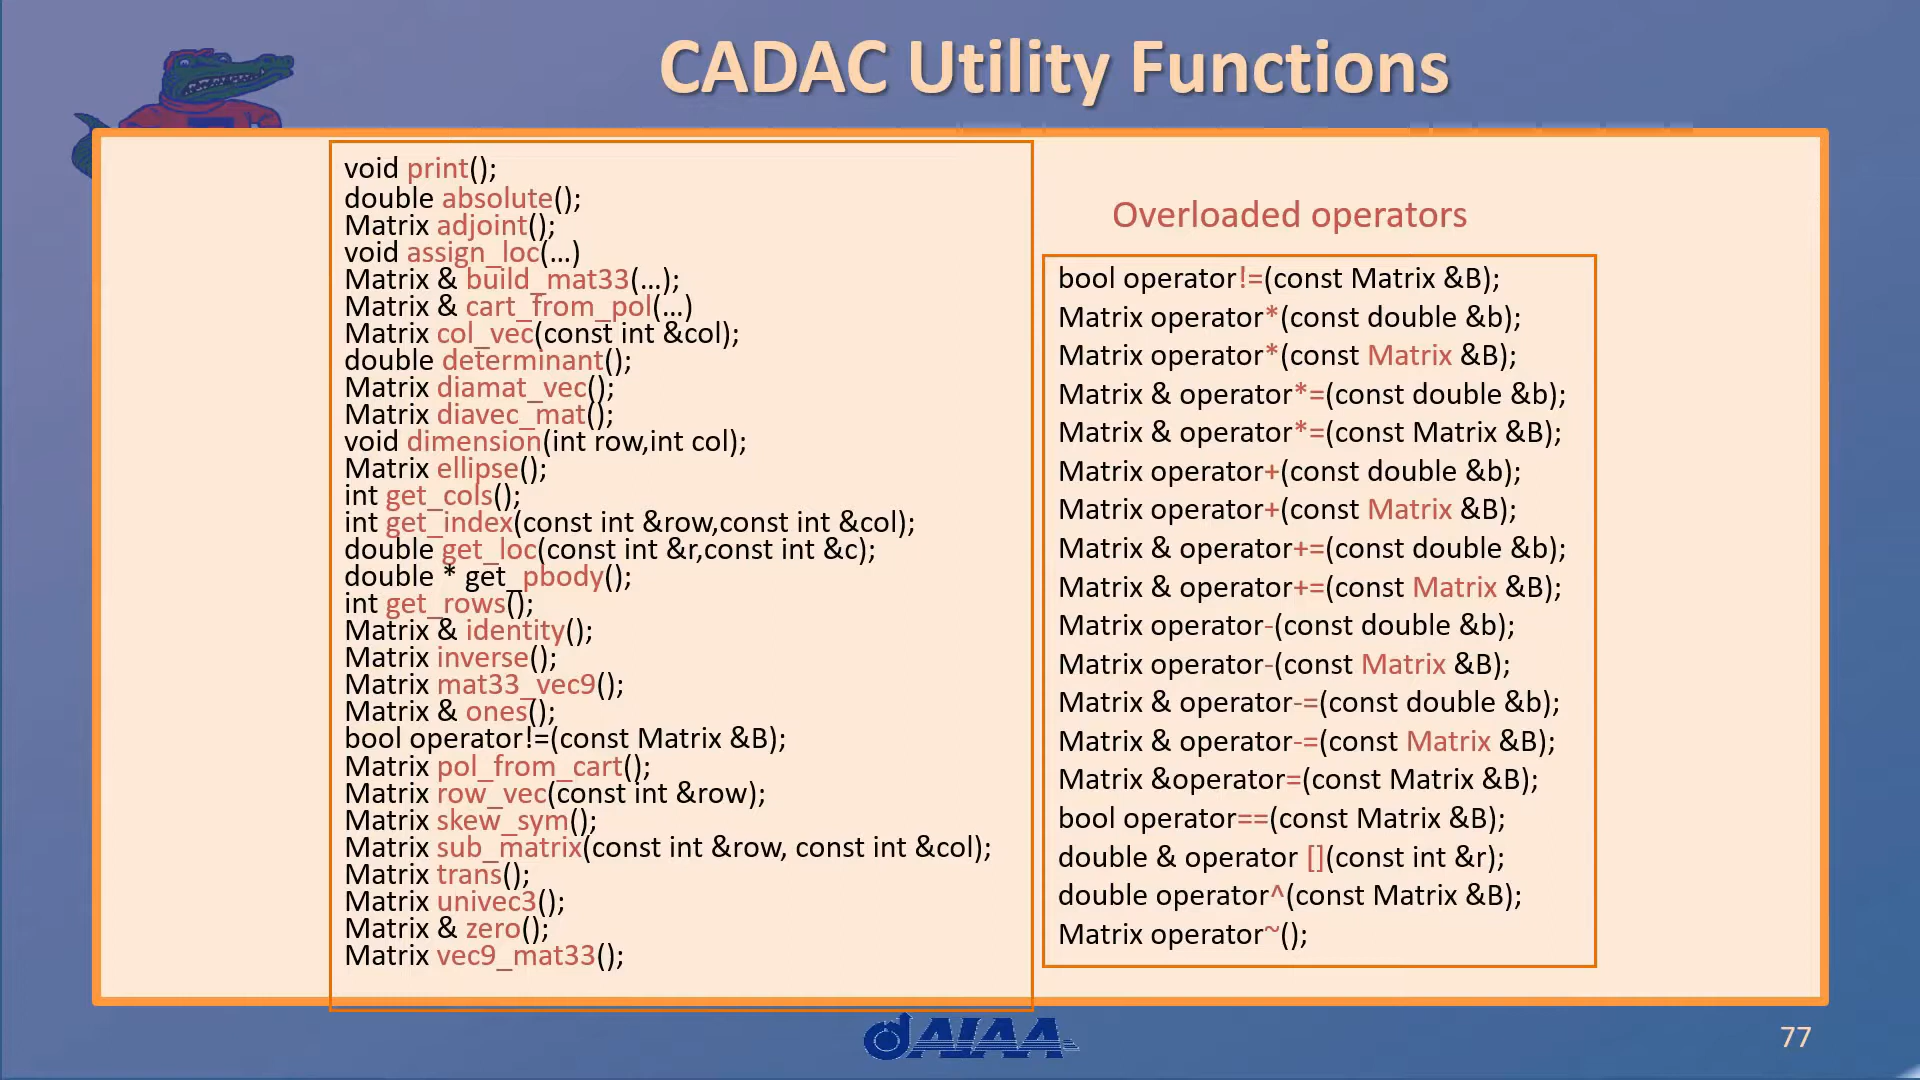 CADAC Utility Functions
void print();
double absolute();
Matrix adjoint();
void assign_loc(...)
Matrix & build_mat33(...);
Matrix & cart_from_pol(...)
Matrix col_vec(const int &col);
double determinant();
Matrix diamat_vec();
Matrix diavec_mat();
void dimension(int row,int col);
Matrix ellipse();
int get_cols();
int get_index(const int &row,const int &col);
double get_loc(const int &r,const int &c);
double * get_pbody();
int get_rows();
Matrix & identity();
Matrix inverse();
Matrix mat33_vec9();
Matrix & ones();
bool operator!=(const Matrix &B);
Matrix pol_from_cart();
Matrix row_vec(const int &row);
Matrix skew_sym();
Matrix sub_matrix(const int &row, const int &col);
Matrix trans();
Matrix univec3();
Matrix & zero();
Matrix vec9_mat33();
Overloaded operators
bool operator!=(const Matrix &B);
Matrix operator*(const double &b);
Matrix operator*(const Matrix &B);
Matrix & operator*=(const double &b);
Matrix & operator*=(const Matrix &B);
Matrix operator+(const double &b);
Matrix operator+(const Matrix &B);
Matrix & operator+=(const double &b);
Matrix & operator+=(const Matrix &B);
Matrix operator-(const double &b);
Matrix operator-(const Matrix &B);
Matrix & operator-=(const double &b);
Matrix & operator-=(const Matrix &B);
Matrix &operator=(const Matrix &B);
bool operator==(const Matrix &B);
double & operator [](const int &r);
double operator^(const Matrix &B);
Matrix operator~();
AIAA
77